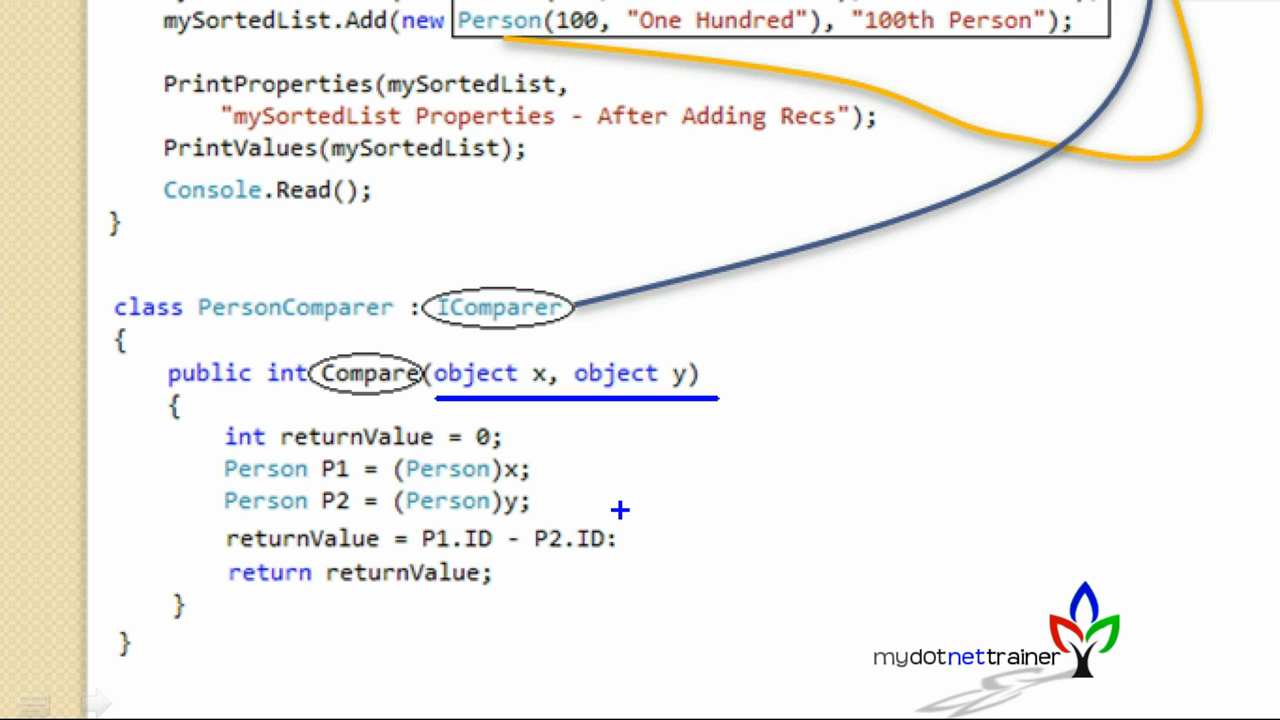 mySortedList.Add(new Person(100, "One Hundred"), "100th Person");
PrintProperties(mySortedList,
"mySortedList Properties - After Adding Recs");
PrintValues(mySortedList);
Console.Read();
}
class PersonComparer : IComparer
{
public int Compare(object x, object y)
{
int returnValue = 0;
Person P1 = (Person)x;
Person P2 = (Person)y;
returnValue = P1.ID - P2.ID:
return returnValue;
}
}
mydotnettrainer